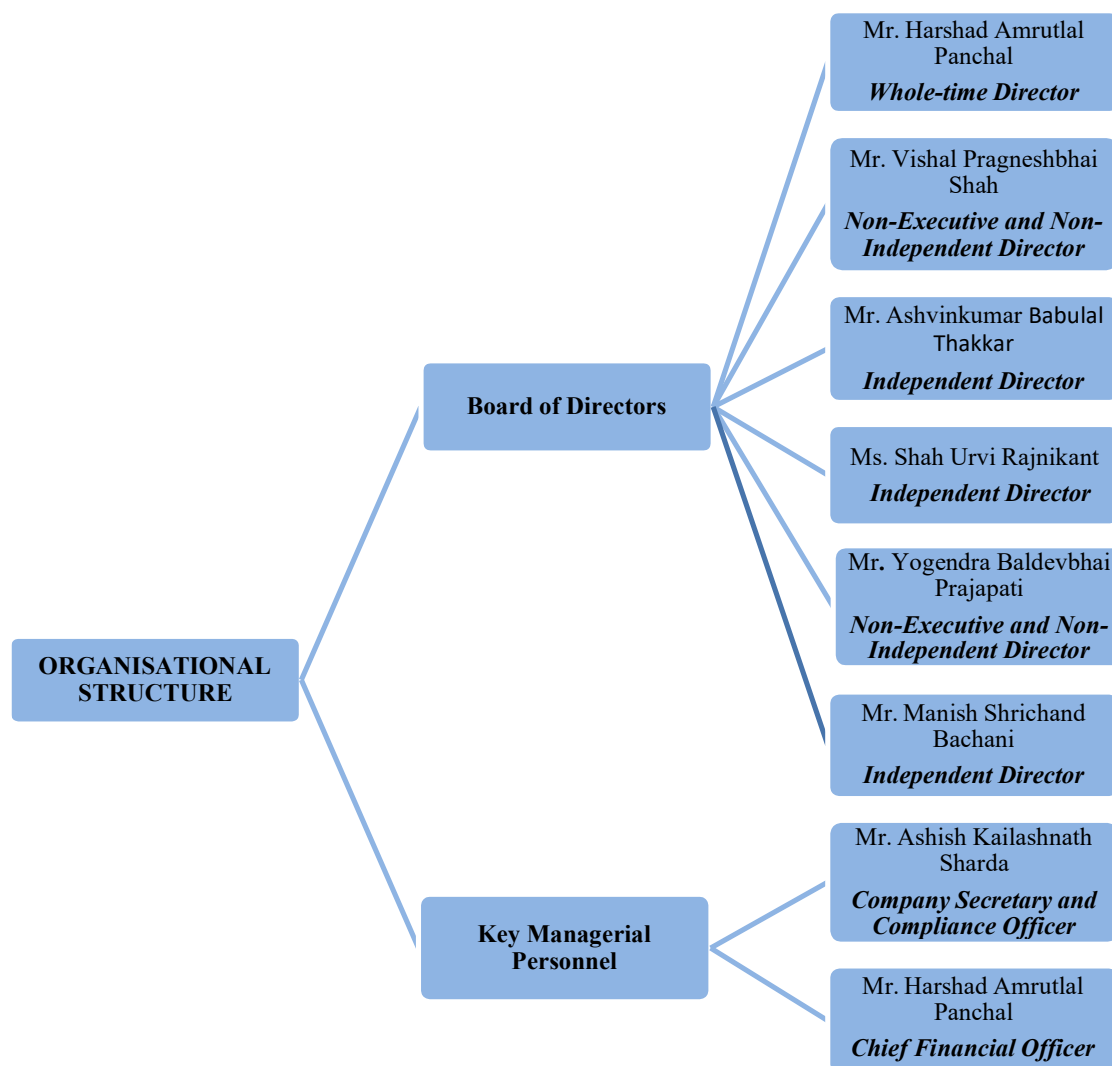 ORGANISATIONAL
STRUCTURE
Board of Directors
Mr. Harshad Amrutlal
Panchal
Whole-time Director
Mr. Vishal Pragneshbhai
Shah
Non-Executive and Non-
Independent Director
Mr. Ashvinkumar Babulal
Thakkar
Independent Director
Ms. Shah Urvi Rajnikant
Independent Director
Mr. Yogendra Baldevbhai
Prajapati
Non-Executive and Non-
Independent Director
Mr. Manish Shrichand
Bachani
Independent Director
Key Managerial
Personnel
Mr. Ashish Kailashnath
Sharda
Company Secretary and
Compliance Officer
Mr. Harshad Amrutlal
Panchal
Chief Financial Officer